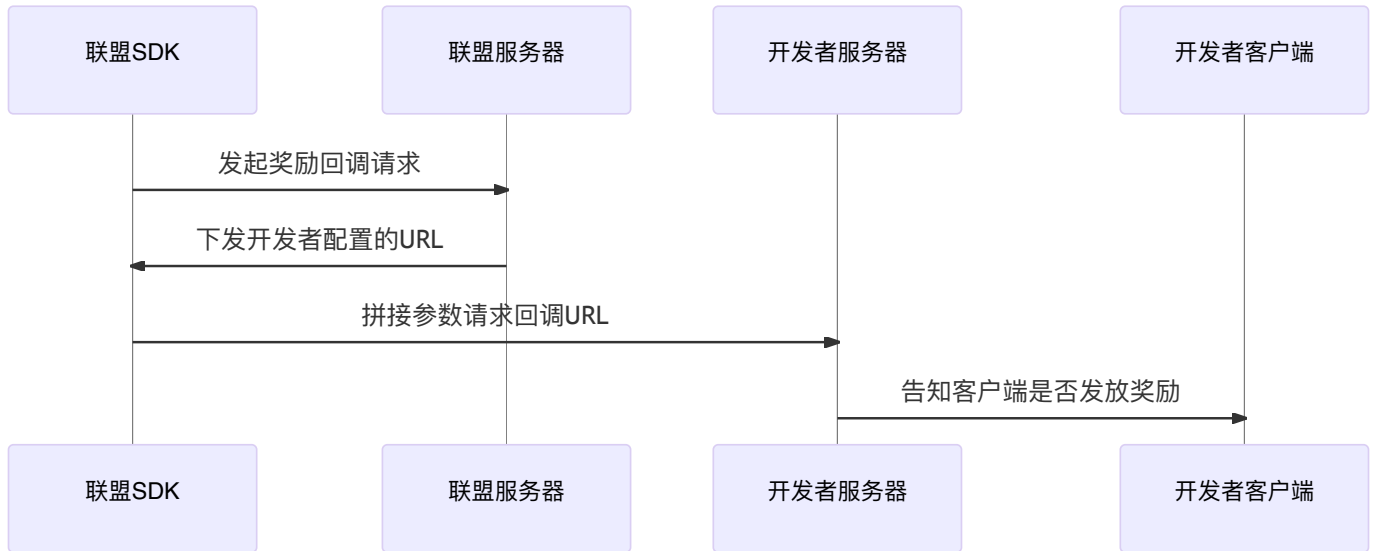 联盟SDK
联盟服务器
开发者服务器
开发者客户端
发起奖励回调请求
下发开发者配置的URL
拼接参数请求回调URL
告知客户端是否发放奖励
联盟SDK
联盟服务器
开发者服务器
开发者客户端